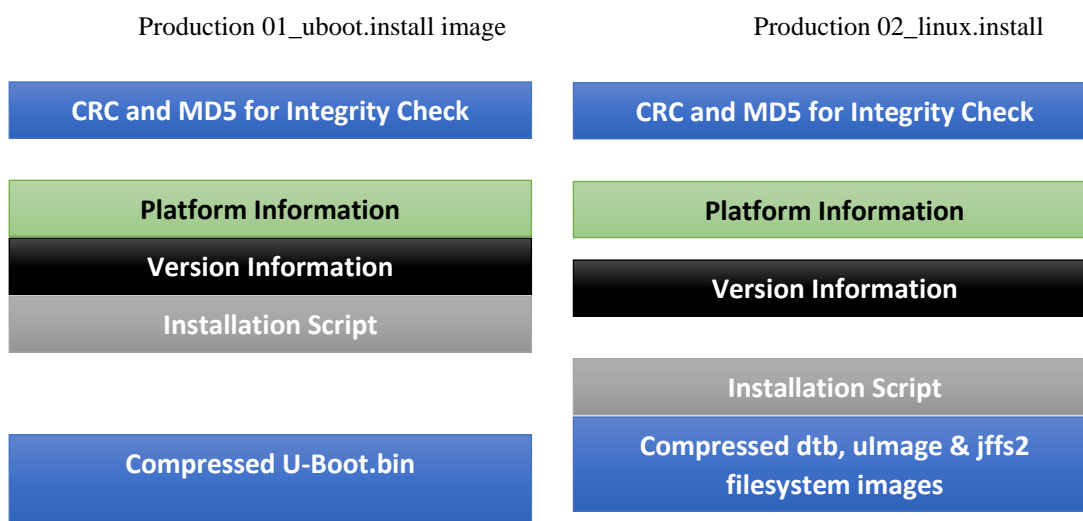 Production 01_uboot.install image
CRC and MD5 for Integrity Check
Platform Information
Version Information
Installation Script
Compressed U-Boot.bin
Production 02_linux.install
CRC and MD5 for Integrity Check
Platform Information
Version Information
Installation Script
Compressed dtb, uImage & jffs2
filesystem images